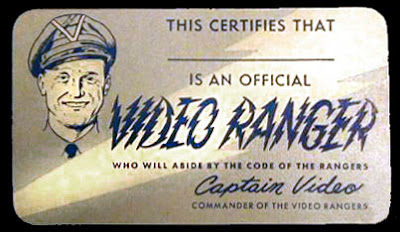 THIS CERTIFIES THAT
IS AN OFFICIAL
VIDEO RANGER
WHO WILL ABIDE BY THE CODE OF THE RANGERS
Captain Video
COMMANDER OF THE VIDEO RANGERS